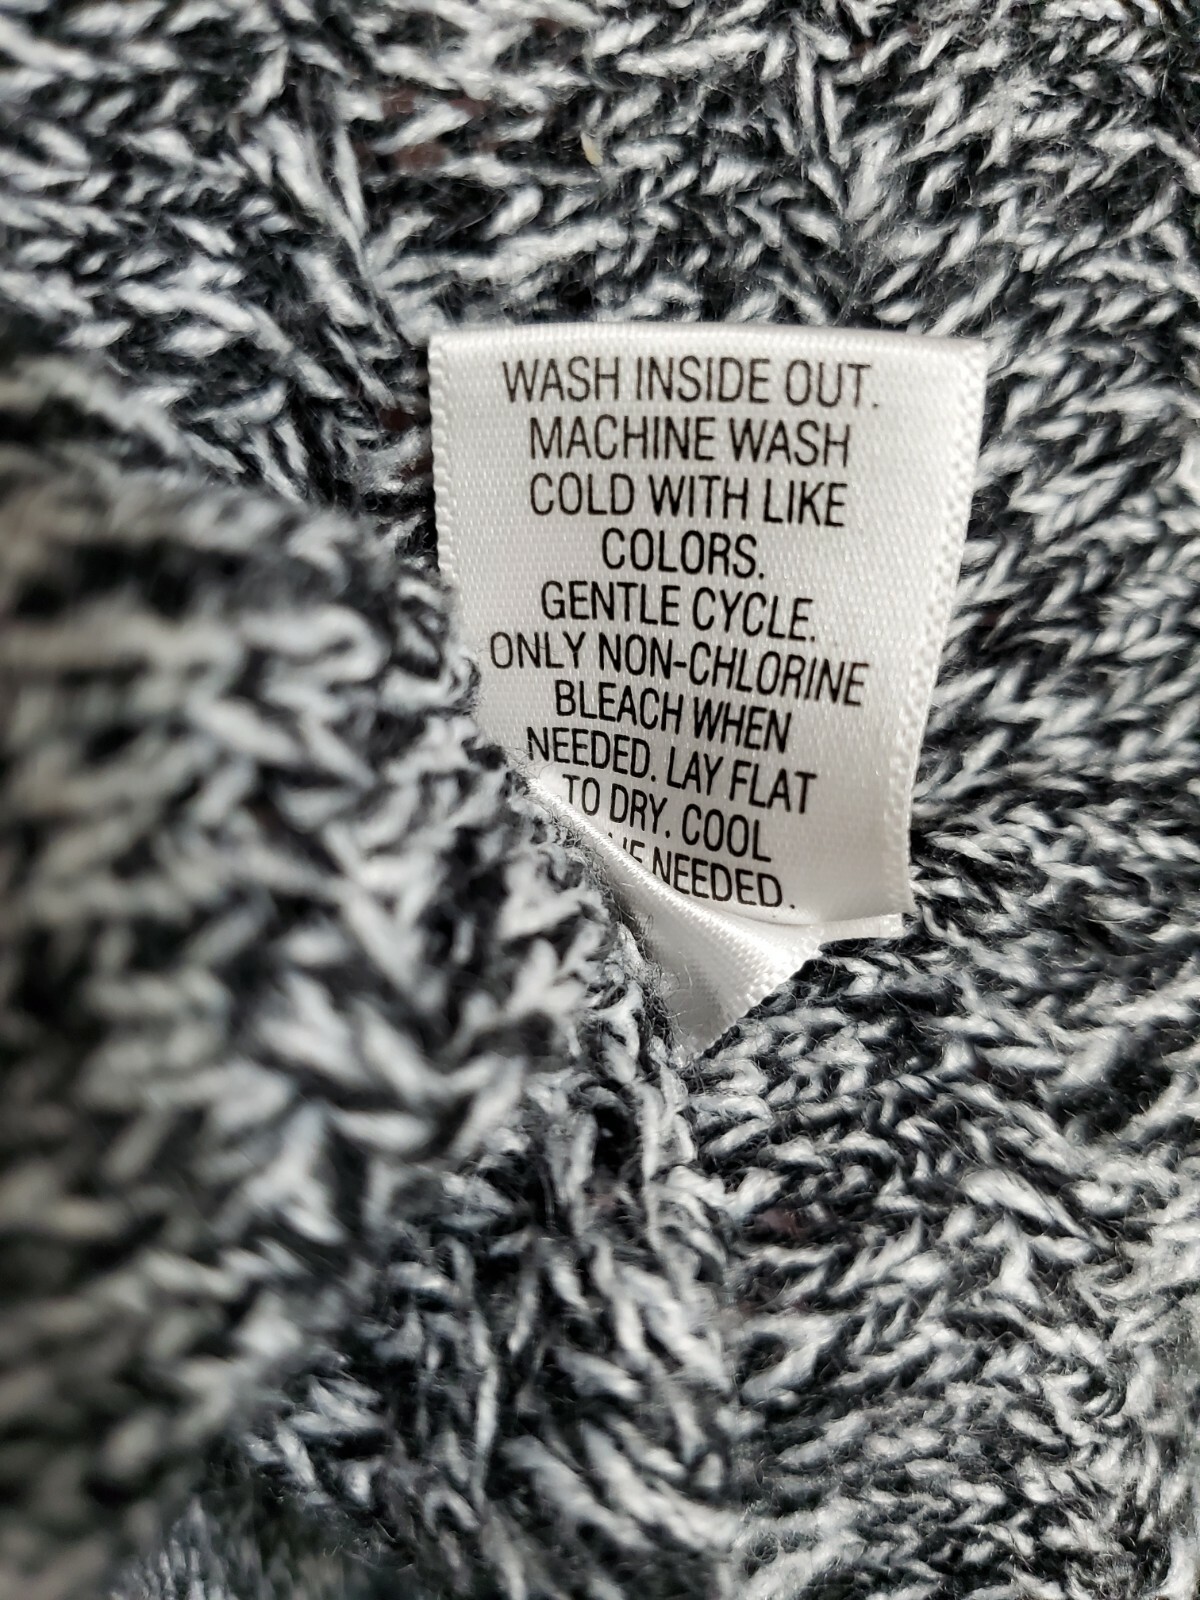 WASH INSIDE OUT.
MACHINE WASH
COLD WITH LIKE
COLORS.
GENTLE CYCLE.
ONLY NON-CHLORINE
BLEACH WHEN
NEEDED. LAY FLAT
TO DRY. COOL
IF NEEDED.